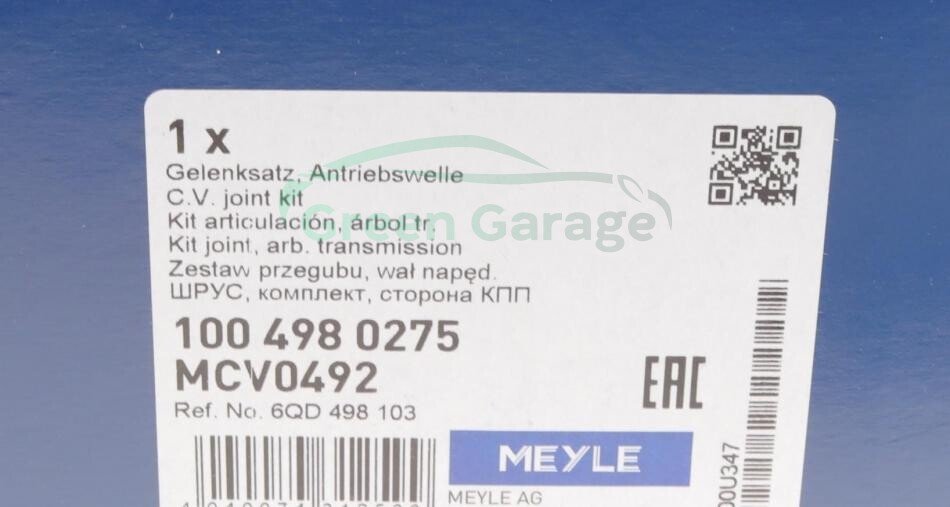 1 x
Gelenksatz, Antriebswelle
C.V. joint kit
Kit articulación, árbol tr.
Kit joint, arb. transmission
Zestaw przegubu, wał napęd.
ШРУС, комплект, сторона КПП
Green Garage
100 498 0275
MCV0492
EAC
Ref. No. 6QD 498 103
MEYLE
MEYLE AG